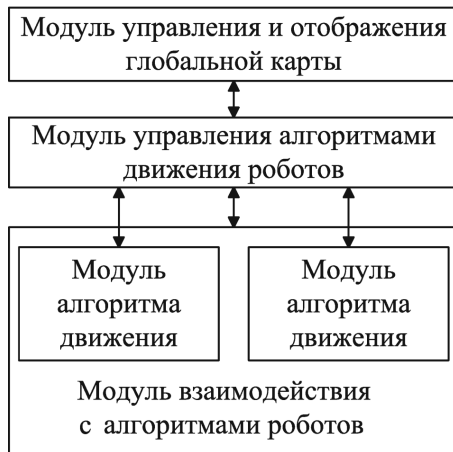 Модуль управления и отображения
глобальной карты
Модуль управления алгоритмами
движения роботов
Модуль
алгоритма
движения
Модуль
алгоритма
движения
Модуль взаимодействия
с алгоритмами роботов